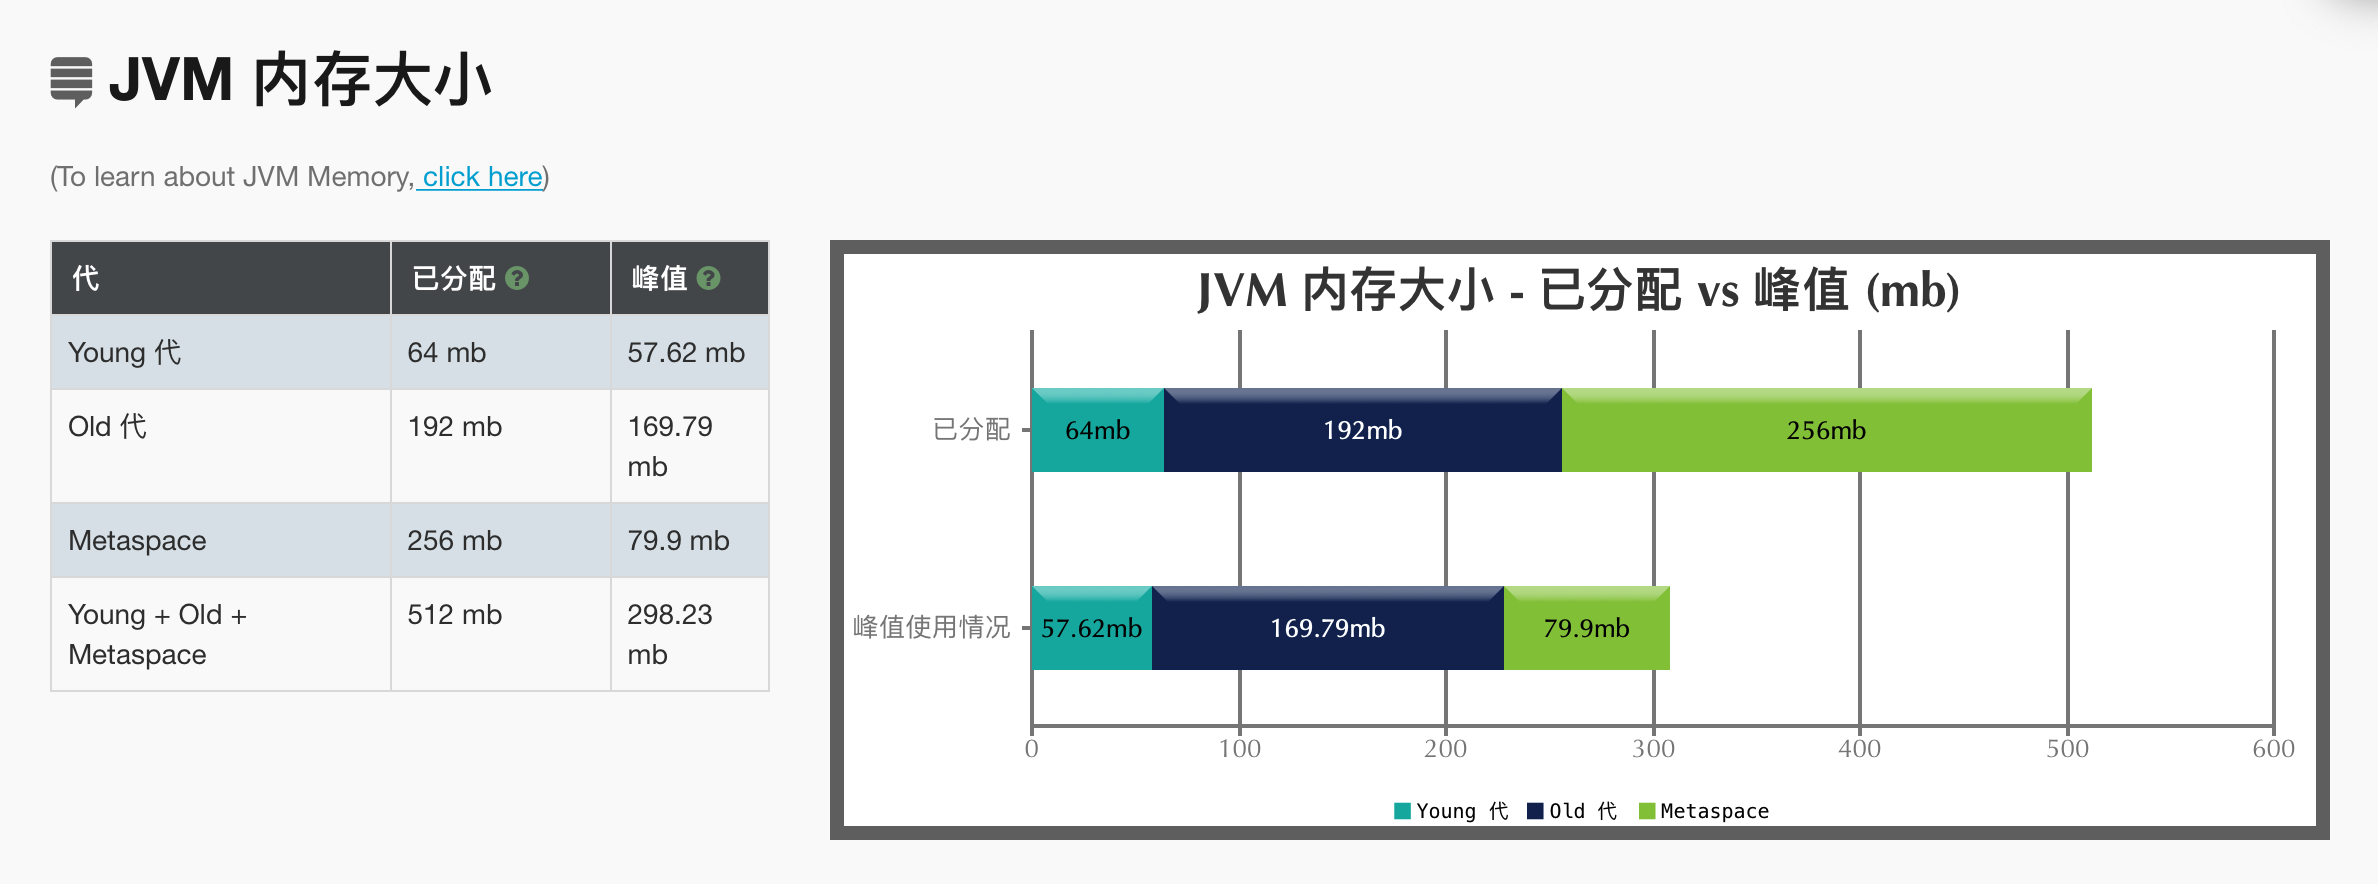 JVM 内存大小
(To learn about JVM Memory, click here)
代 已分配 ? 峰值 ?
Young 代 64 mb 57.62 mb
Old 代 192 mb 169.79
mb
Metaspace 256 mb 79.9 mb
Young + Old + 512 mb 298.23
Metaspace mb
JVM 内存大小 - 已分配 vs 峰值 (mb)
已分配 64mb 192mb 256mb
峰值使用情况 57.62mb 169.79mb 79.9mb
0 100 200 300 400 500 600
Young 代 Old 代 Metaspace